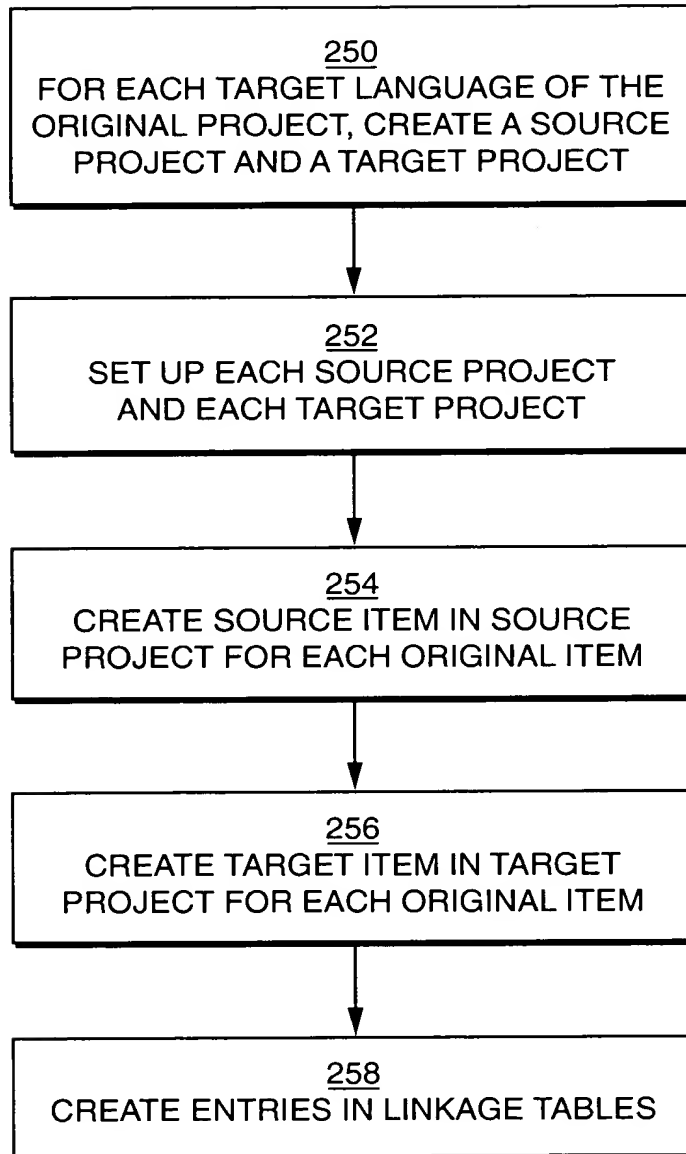 250
FOR EACH TARGET LANGUAGE OF THE
ORIGINAL PROJECT, CREATE A SOURCE
PROJECT AND A TARGET PROJECT
252
SET UP EACH SOURCE PROJECT
AND EACH TARGET PROJECT
254
CREATE SOURCE ITEM IN SOURCE
PROJECT FOR EACH ORIGINAL ITEM
256
CREATE TARGET ITEM IN TARGET
PROJECT FOR EACH ORIGINAL ITEM
258
CREATE ENTRIES IN LINKAGE TABLES